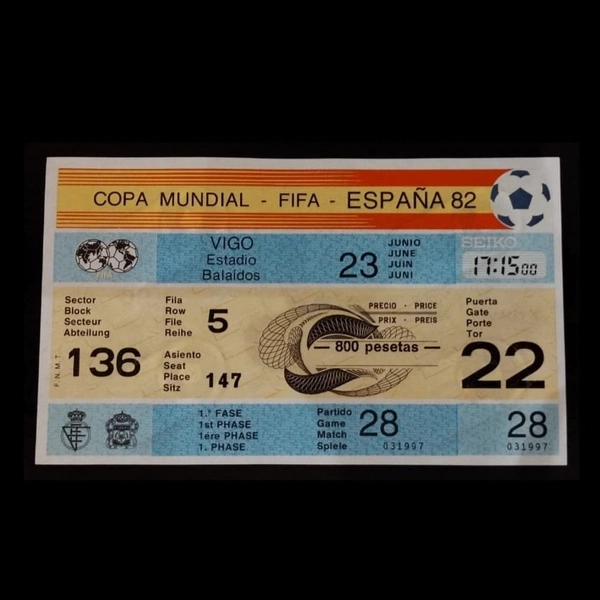 COPA MUNDIAL - FIFA - ESPAÑA 82
VIGO
Estadio
Balaídos
23
JUNIO
JUNE
JUIN
JUNI
SEIKO
17:15 00
Sector
Block
Secteur
Abteilung
136
F.N.M.T.
Fila
Row
File
Reihe
5
Asiento
Seat
Place
Sitz
147
PRECIO · PRICE
PRIX · PREIS
800 pesetas
Puerta
Gate
Porte
Tor
22
1.ª FASE
1st PHASE
1ére PHASE
1. PHASE
Partido
Game
Match
Spiele
28
031997
28
031997